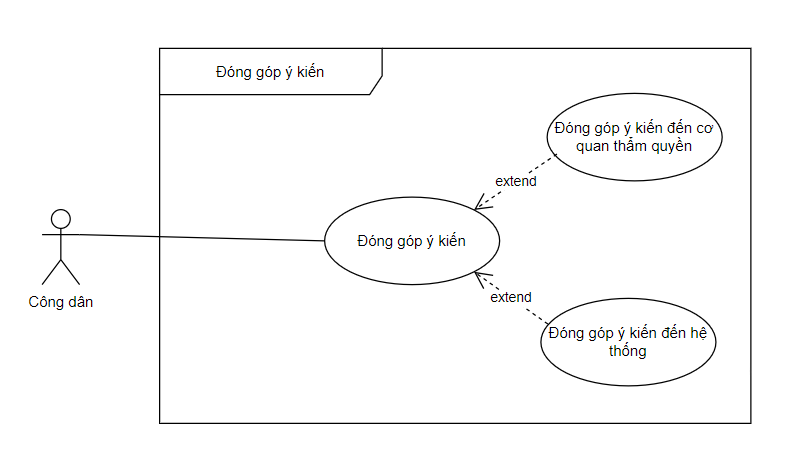 Đóng góp ý kiến
Đóng góp ý kiến đến cơ
quan thẩm quyền
extend
Đóng góp ý kiến
extend
Công dân
Đóng góp ý kiến đến hệ
thống